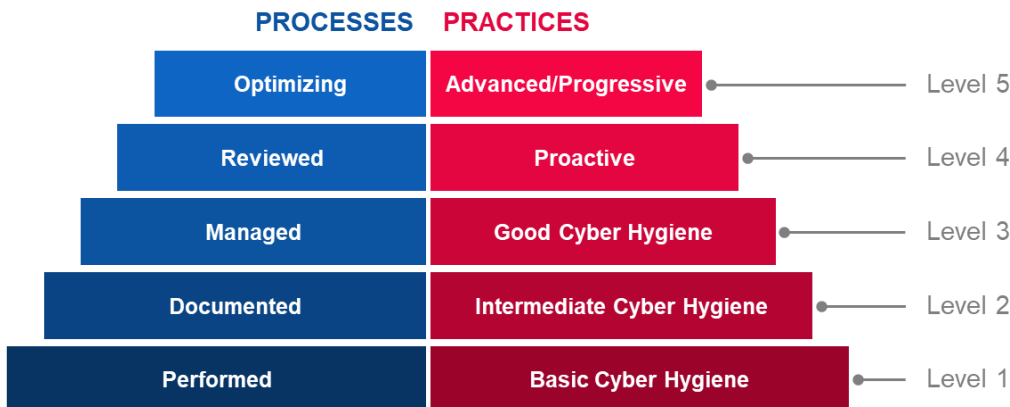 PROCESSES PRACTICES
Optimizing Advanced/Progressive Level 5
Reviewed Proactive Level 4
Managed Good Cyber Hygiene Level 3
Documented Intermediate Cyber Hygiene Level 2
Performed Basic Cyber Hygiene Level 1